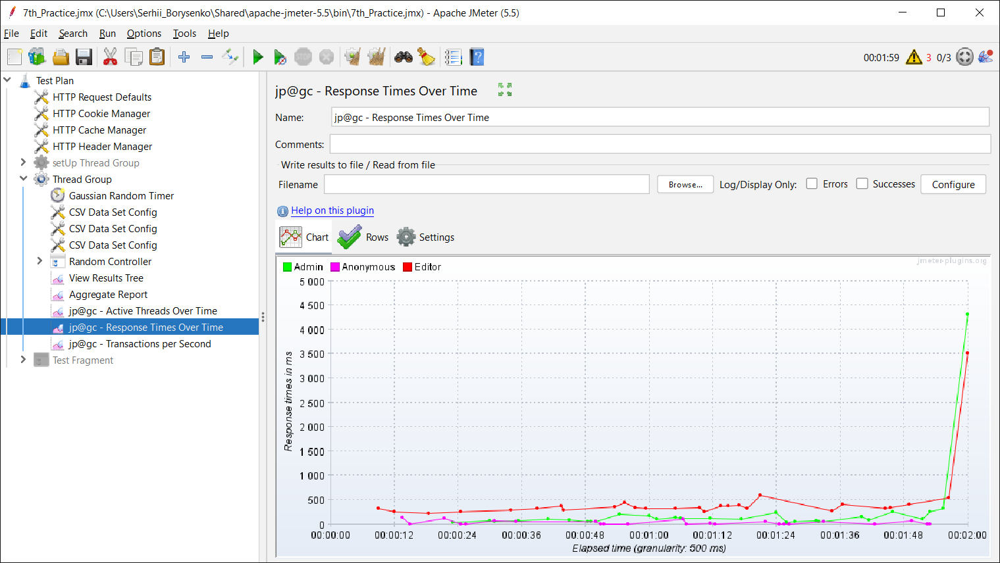 7th_Practice.jmx (C:\Users\Serhii_Borysenko\Shared\apache-jmeter-5.5\bin\7th_Practice.jmx) - Apache JMeter (5.5)
File Edit Search Run Options Tools Help
STOP
00:01:59 3 0/3
Test Plan
HTTP Request Defaults
HTTP Cookie Manager
HTTP Cache Manager
HTTP Header Manager
setUp Thread Group
Thread Group
Gaussian Random Timer
CSV Data Set Config
CSV Data Set Config
CSV Data Set Config
Random Controller
View Results Tree
Aggregate Report
jp@gc - Active Threads Over Time
jp@gc - Response Times Over Time
jp@gc - Transactions per Second
Test Fragment
jp@gc - Response Times Over Time
Name: jp@gc - Response Times Over Time
Comments:
Write results to file / Read from file
Filename Browse... Log/Display Only: Errors Successes Configure
Help on this plugin
Chart Rows Settings
Admin Anonymous Editor
jmeter-plugins.org
5 000
4 500
4 000
3 500
3 000
2 500
2 000
1 500
1 000
500
0
Response times in ms
00:00:00 00:00:12 00:00:24 00:00:36 00:00:48 00:01:00 00:01:12 00:01:24 00:01:36 00:01:48 00:02:00
Elapsed time (granularity: 500 ms)